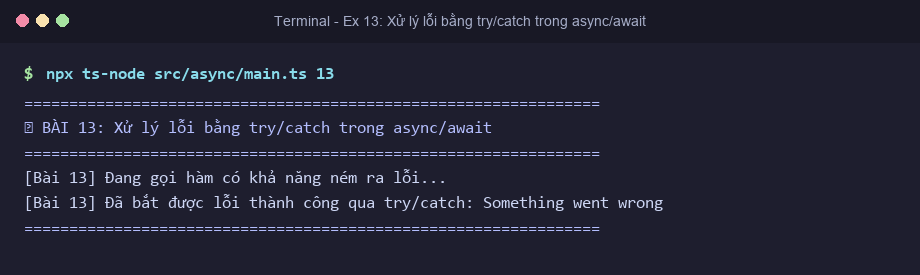 Terminal - Ex 13: Xử lý lỗi bằng try/catch trong async/await
$ npx ts-node src/async/main.ts 13
================================================================
BÀI 13: Xử lý lỗi bằng try/catch trong async/await
================================================================
[Bài 13] Đang gọi hàm có khả năng ném ra lỗi...
[Bài 13] Đã bắt được lỗi thành công qua try/catch: Something went wrong
================================================================